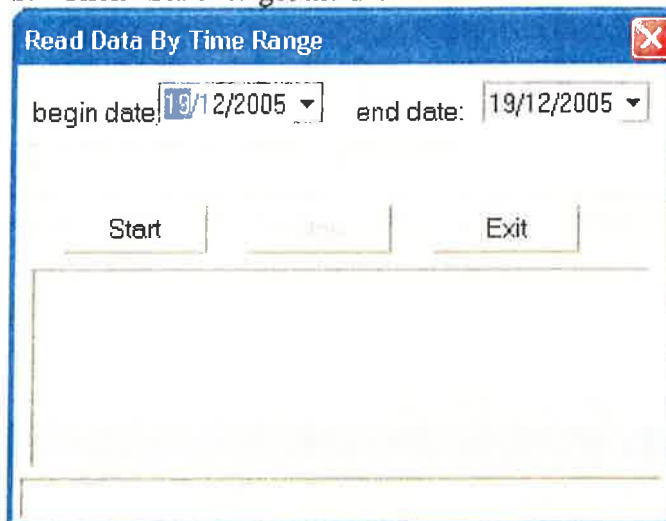 Read Data By Time Range
begin date: 19/12/2005 end date: 19/12/2005
Start Exit